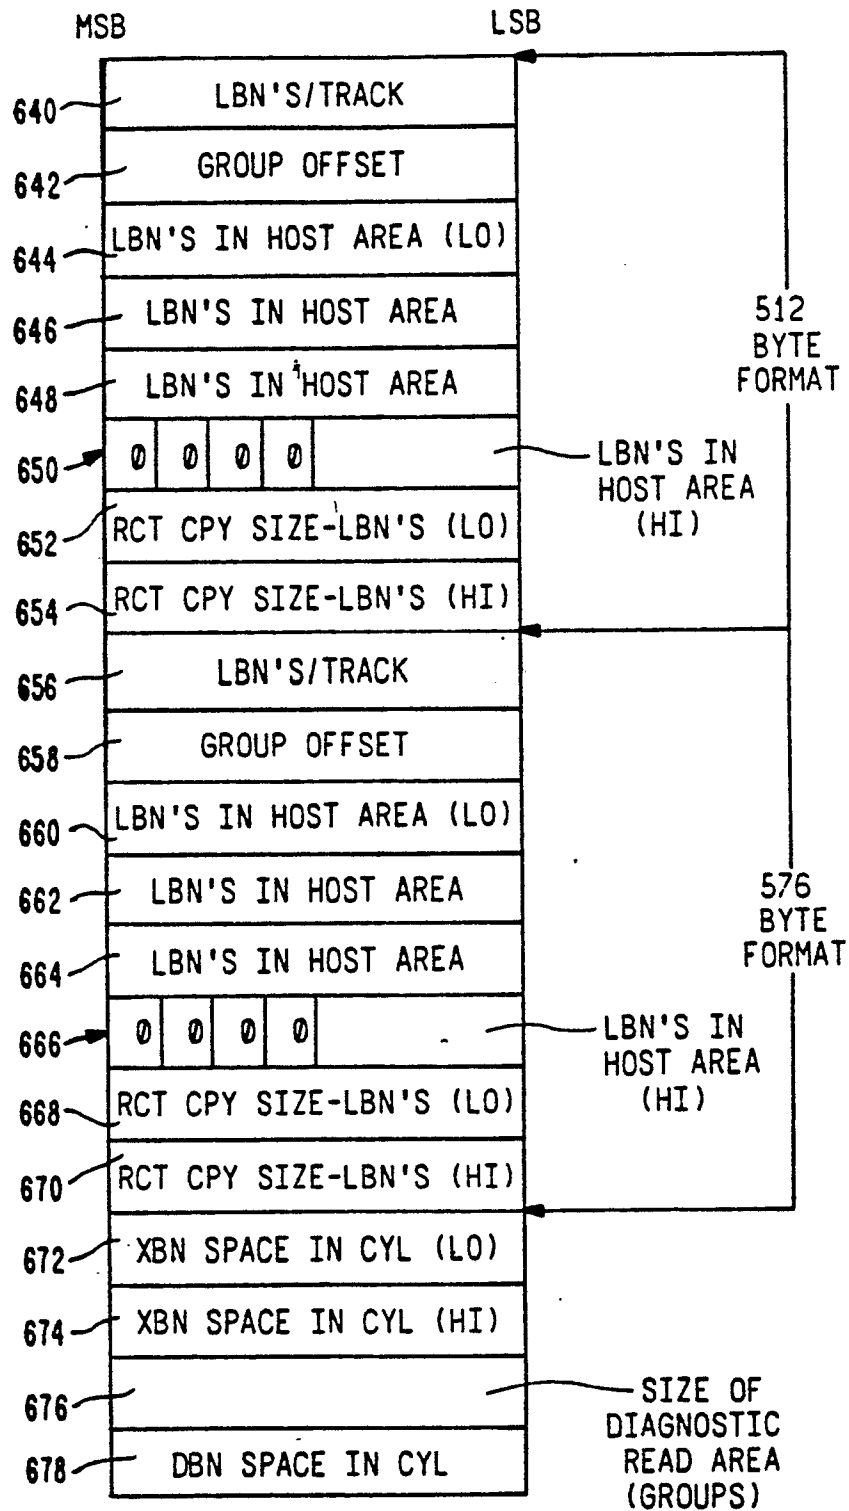 MSB LSB
640 LBN'S/TRACK
642 GROUP OFFSET
644 LBN'S IN HOST AREA (LO)
646 LBN'S IN HOST AREA
512
BYTE
FORMAT
648 LBN'S IN HOST AREA
650 0 0 0 0
LBN'S IN
HOST AREA
(HI)
652 RCT CPY SIZE-LBN'S (LO)
654 RCT CPY SIZE-LBN'S (HI)
656 LBN'S/TRACK
658 GROUP OFFSET
660 LBN'S IN HOST AREA (LO)
662 LBN'S IN HOST AREA
576
BYTE
FORMAT
664 LBN'S IN HOST AREA
666 0 0 0 0
LBN'S IN
HOST AREA
(HI)
668 RCT CPY SIZE-LBN'S (LO)
670 RCT CPY SIZE-LBN'S (HI)
672 XBN SPACE IN CYL (LO)
674 XBN SPACE IN CYL (HI)
676
SIZE OF
DIAGNOSTIC
READ AREA
(GROUPS)
678 DBN SPACE IN CYL